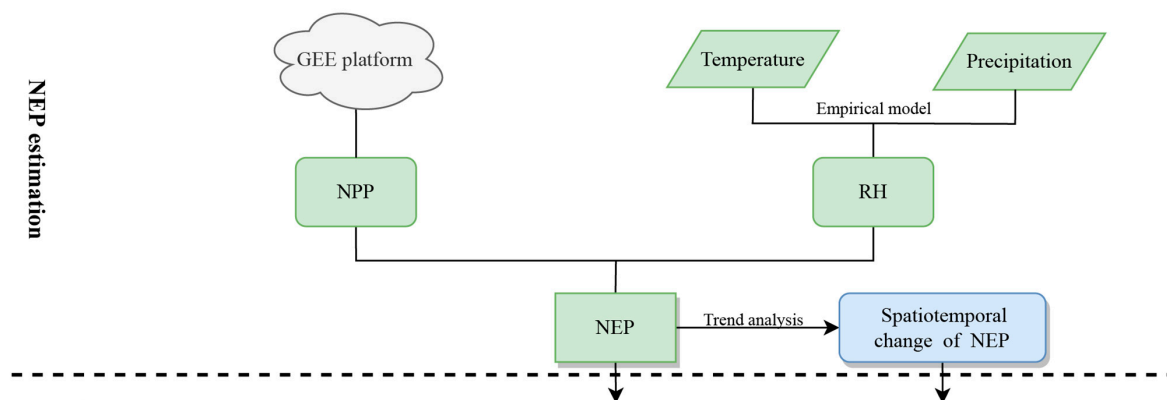 GEE platform
Temperature
Precipitation
Empirical model
NEP estimation
NPP
RH
NEP
Trend analysis
Spatiotemporal
change of NEP